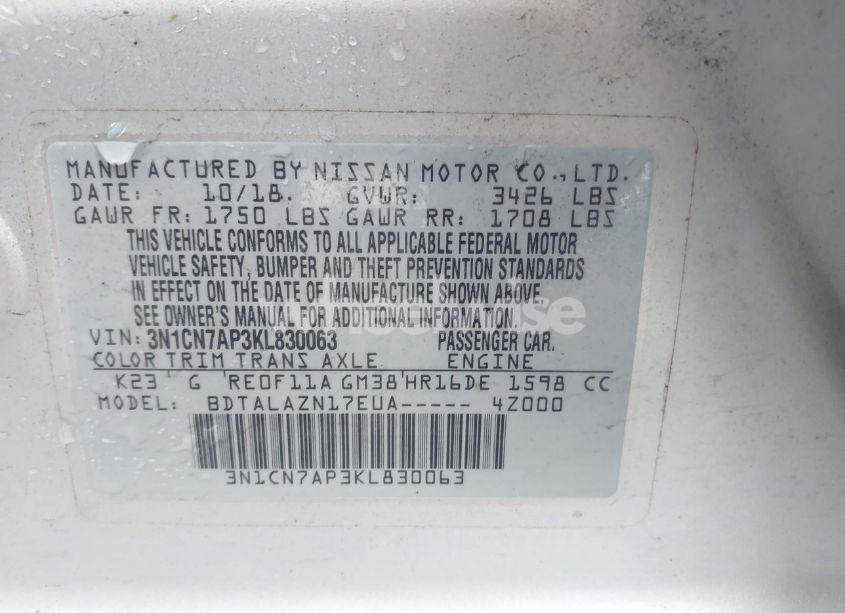 MANUFACTURED BY NISSAN MOTOR CO., LTD.
DATE: 10/18. GVWR: 3426 LBS
GAWR FR: 1750 LBS GAWR RR: 1708 LBS
THIS VEHICLE CONFORMS TO ALL APPLICABLE FEDERAL MOTOR
VEHICLE SAFETY, BUMPER AND THEFT PREVENTION STANDARDS
IN EFFECT ON THE DATE OF MANUFACTURE SHOWN ABOVE.
SEE OWNER'S MANUAL FOR ADDITIONAL INFORMATION.
VIN: 3N1CN7AP3KL830063 PASSENGER CAR.
COLOR TRIM TRANS AXLE ENGINE
K23 G RE0F11A GM38 HR16DE 1598 CC
MODEL: BDTALAZN17EUA----- 4Z000
3N1CN7AP3KL830063